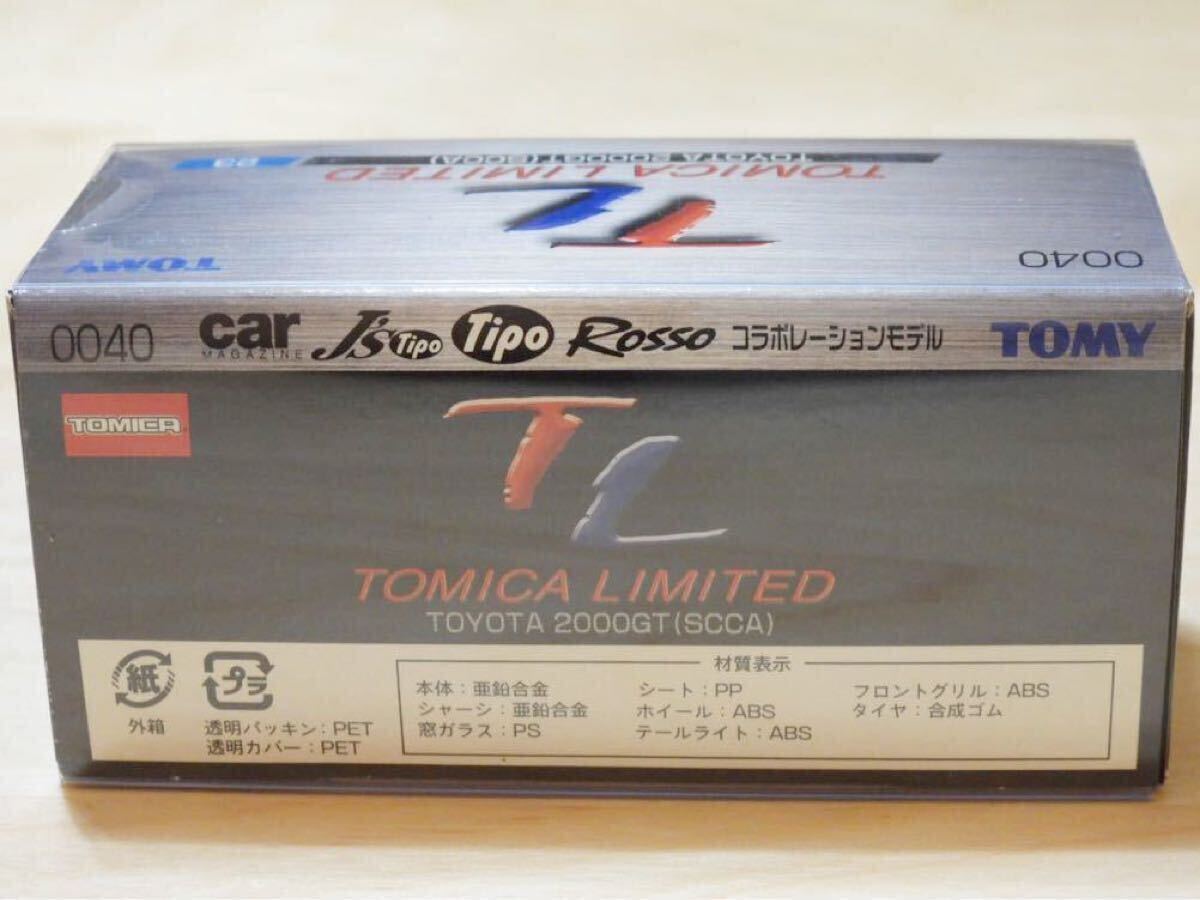 23
TOYOTA 2000GT (SCCA)
TOMICA LIMITED
TL
0040
TOMY
0040 car MAGAZINE J's Tipo Tipo Rosso コラボレーションモデル TOMY
TOMICA
TL
TOMICA LIMITED
TOYOTA 2000GT(SCCA)
紙
外箱
プラ
透明パッキン:PET
透明カバー:PET
材質表示
本体:亜鉛合金 シート:PP フロントグリル:ABS
シャーシ:亜鉛合金 ホイール:ABS タイヤ:合成ゴム
窓ガラス:PS テールライト:ABS